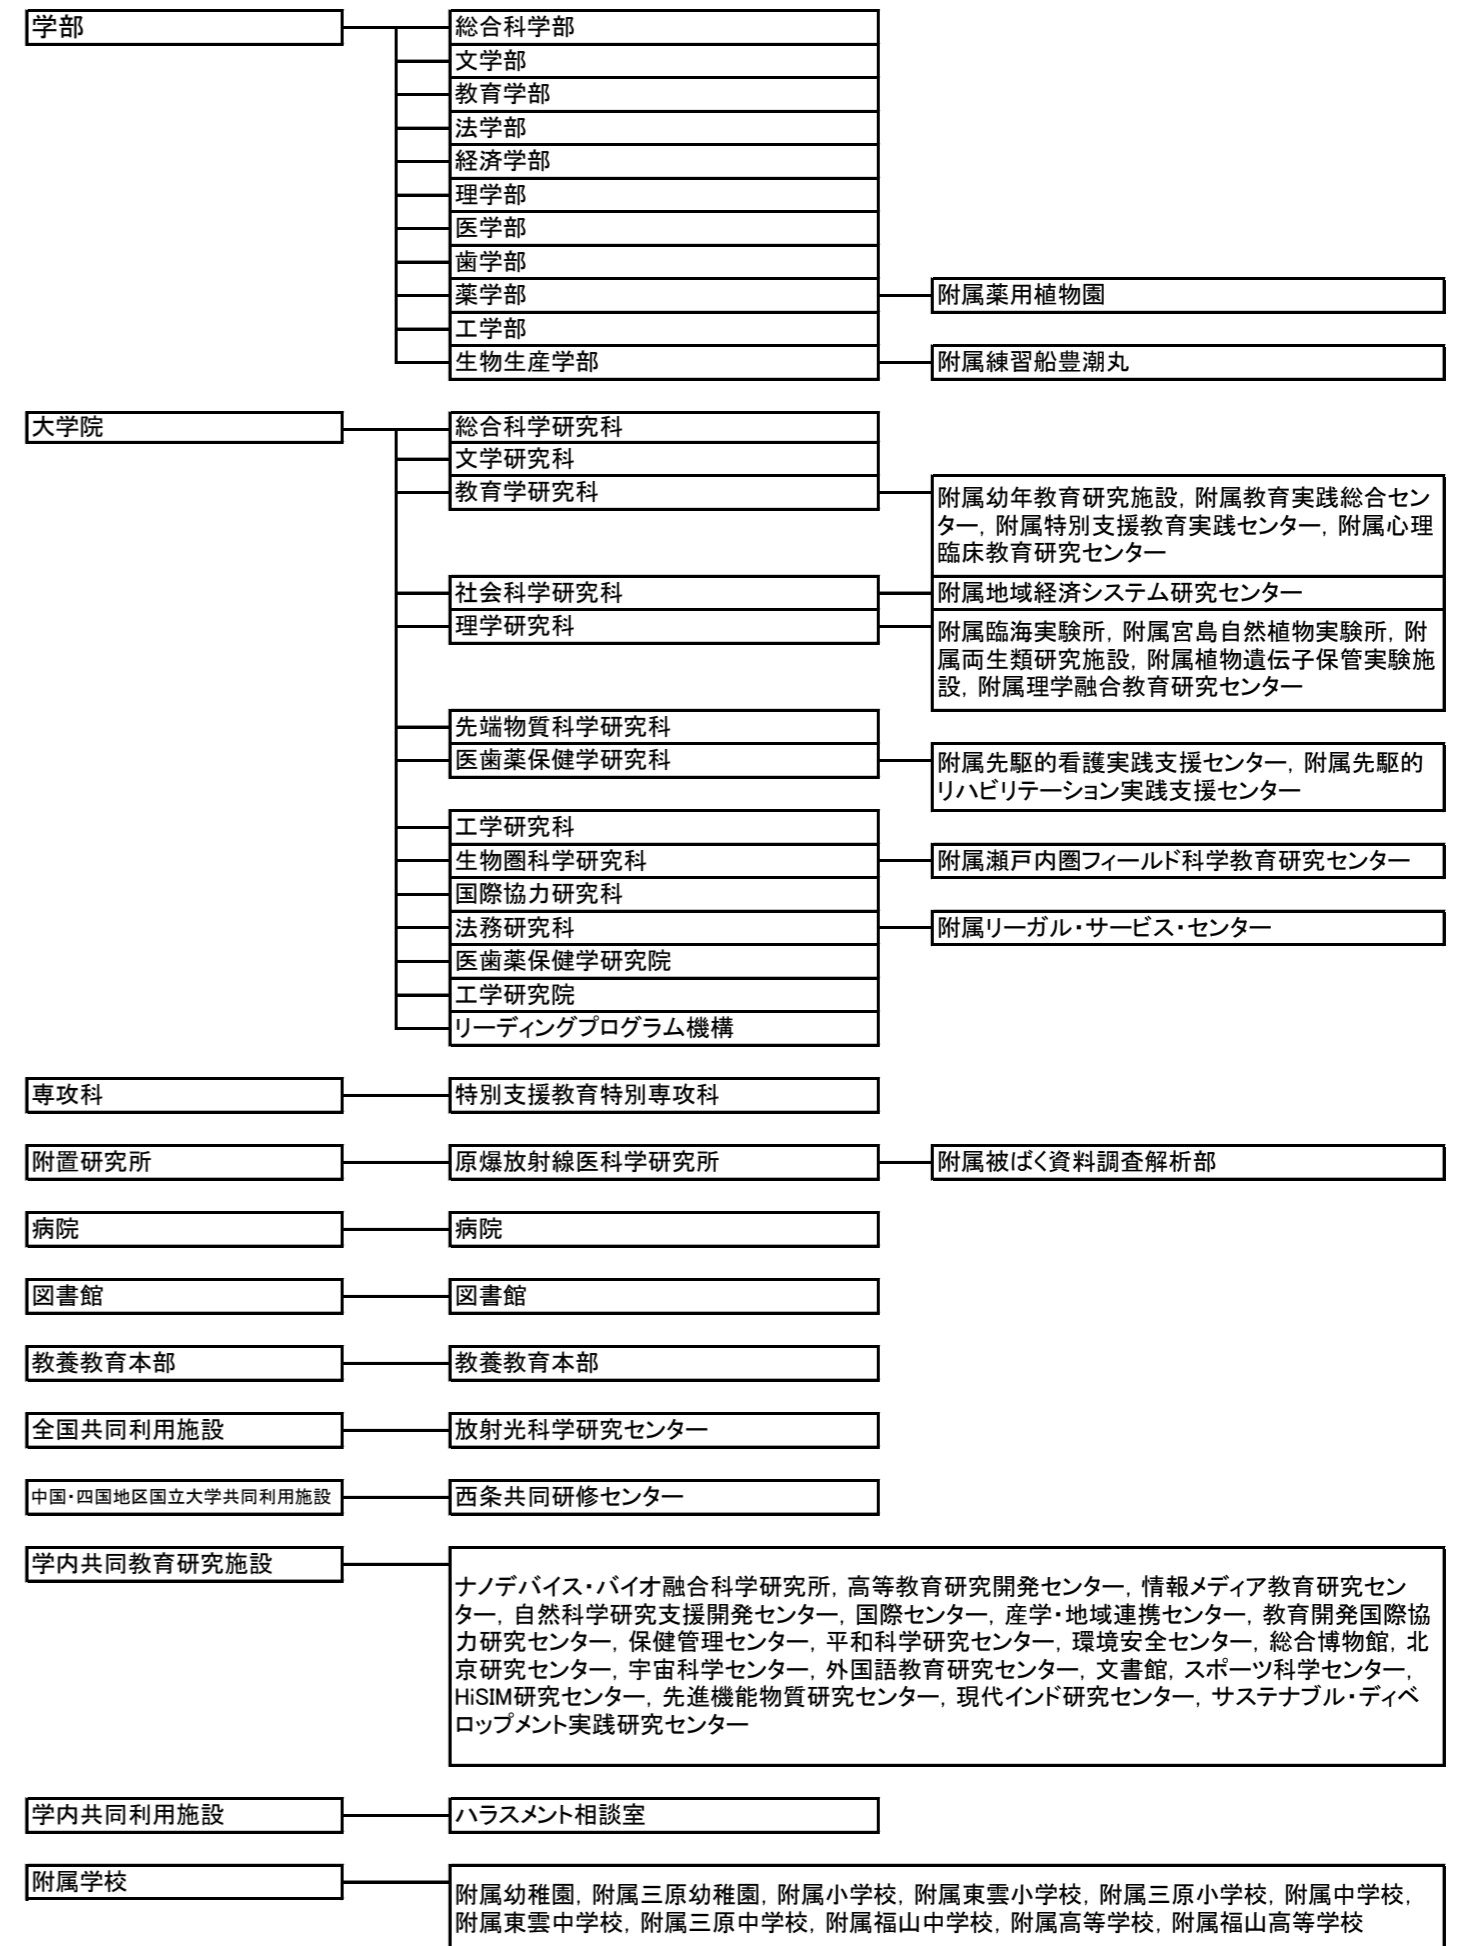 学部
総合科学部
文学部
教育学部
法学部
経済学部
理学部
医学部
歯学部
薬学部
附属薬用植物園
工学部
生物生産学部
附属練習船豊潮丸
大学院
総合科学研究科
文学研究科
教育学研究科
附属幼年教育研究施設，附属教育実践総合セン
ター，附属特別支援教育実践センター，附属心理
臨床教育研究センター
社会科学研究科
附属地域経済システム研究センター
理学研究科
附属臨海実験所，附属宮島自然植物実験所，附
属両生類研究施設，附属植物遺伝子保管実験施
設，附属理学融合教育研究センター
先端物質科学研究科
医歯薬保健学研究科
附属先駆的看護実践支援センター，附属先駆的
リハビリテーション実践支援センター
工学研究科
生物圏科学研究科
附属瀬戸内圏フィールド科学教育研究センター
国際協力研究科
法務研究科
附属リーガル・サービス・センター
医歯薬保健学研究院
工学研究院
リーディングプログラム機構
専攻科
特別支援教育特別専攻科
附置研究所
原爆放射線医科学研究所
附属被ばく資料調査解析部
病院
病院
図書館
図書館
教養教育本部
教養教育本部
全国共同利用施設
放射光科学研究センター
中国・四国地区国立大学共同利用施設
西条共同研修センター
学内共同教育研究施設
ナノデバイス・バイオ融合科学研究所，高等教育研究開発センター，情報メディア教育研究セン
ター，自然科学研究支援開発センター，国際センター，産学・地域連携センター，教育開発国際協
力研究センター，保健管理センター，平和科学研究センター，環境安全センター，総合博物館，北
京研究センター，宇宙科学センター，外国語教育研究センター，文書館，スポーツ科学センター，
HiSIM研究センター，先進機能物質研究センター，現代インド研究センター，サステナブル・ディベ
ロップメント実践研究センター
学内共同利用施設
ハラスメント相談室
附属学校
附属幼稚園，附属三原幼稚園，附属小学校，附属東雲小学校，附属三原小学校，附属中学校，
附属東雲中学校，附属三原中学校，附属福山中学校，附属高等学校，附属福山高等学校